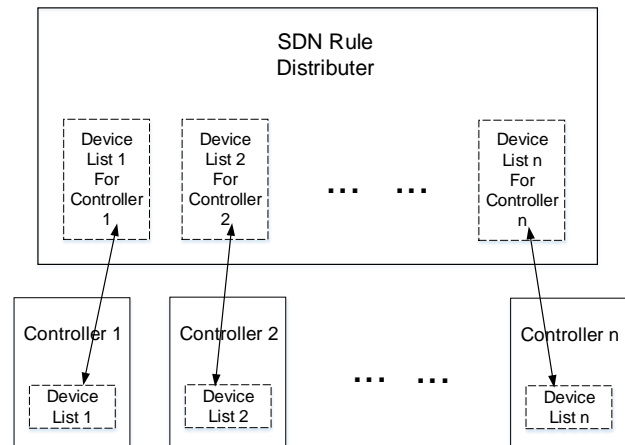 SDN Rule
Distributer
Device
List 1
For
Controller
1
Device
List 2
For
Controller
2
... ...
Device
List n
For
Controller
n
Controller 1
Controller 2
Controller n
... ...
Device
List 1
Device
List 2
Device
List n